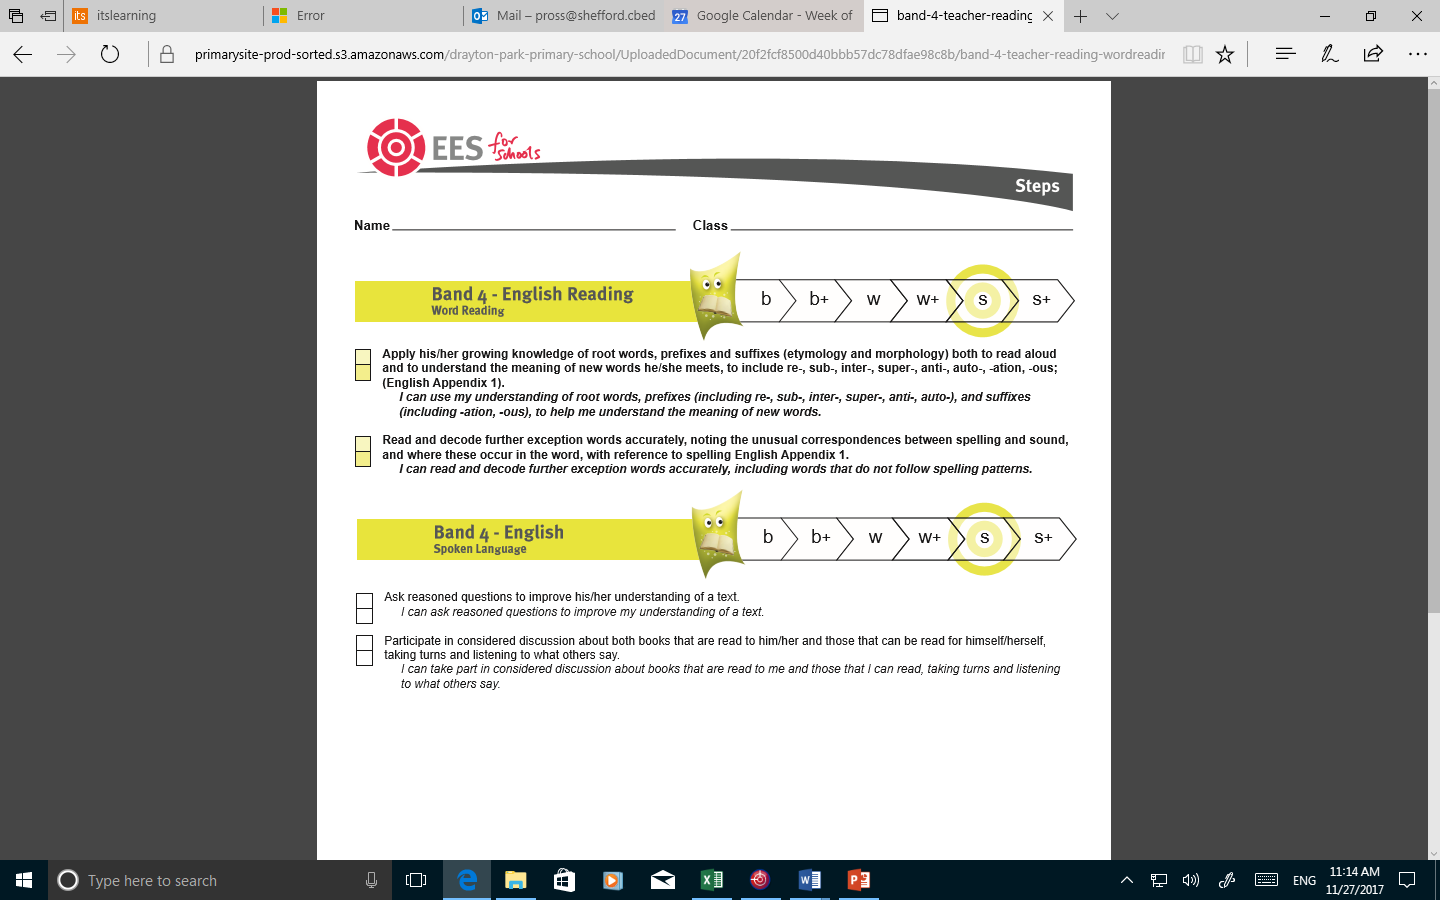 its itslearning
Error
Mail – pross@shefford.cbed
27 Google Calendar - Week of
band-4-teacher-reading
primarysite-prod-sorted.s3.amazonaws.com/drayton-park-primary-school/UploadedDocument/20f2fcf8500d40bbb57dc78dfae98c8b/band-4-teacher-reading-wordreadin
EES for schools
Steps
Name
Class
Band 4 - English Reading
Word Reading
b b+ w w+ s s+
Apply his/her growing knowledge of root words, prefixes and suffixes (etymology and morphology) both to read aloud
and to understand the meaning of new words he/she meets, to include re-, sub-, inter-, super-, anti-, auto-, -ation, -ous;
(English Appendix 1).
I can use my understanding of root words, prefixes (including re-, sub-, inter-, super-, anti-, auto-), and suffixes
(including -ation, -ous), to help me understand the meaning of new words.
Read and decode further exception words accurately, noting the unusual correspondences between spelling and sound,
and where these occur in the word, with reference to spelling English Appendix 1.
I can read and decode further exception words accurately, including words that do not follow spelling patterns.
Band 4 - English
Spoken Language
b b+ w w+ s s+
Ask reasoned questions to improve his/her understanding of a text.
I can ask reasoned questions to improve my understanding of a text.
Participate in considered discussion about both books that are read to him/her and those that can be read for himself/herself,
taking turns and listening to what others say.
I can take part in considered discussion about books that are read to me and those that I can read, taking turns and listening
to what others say.
Type here to search
ENG
11:14 AM
11/27/2017